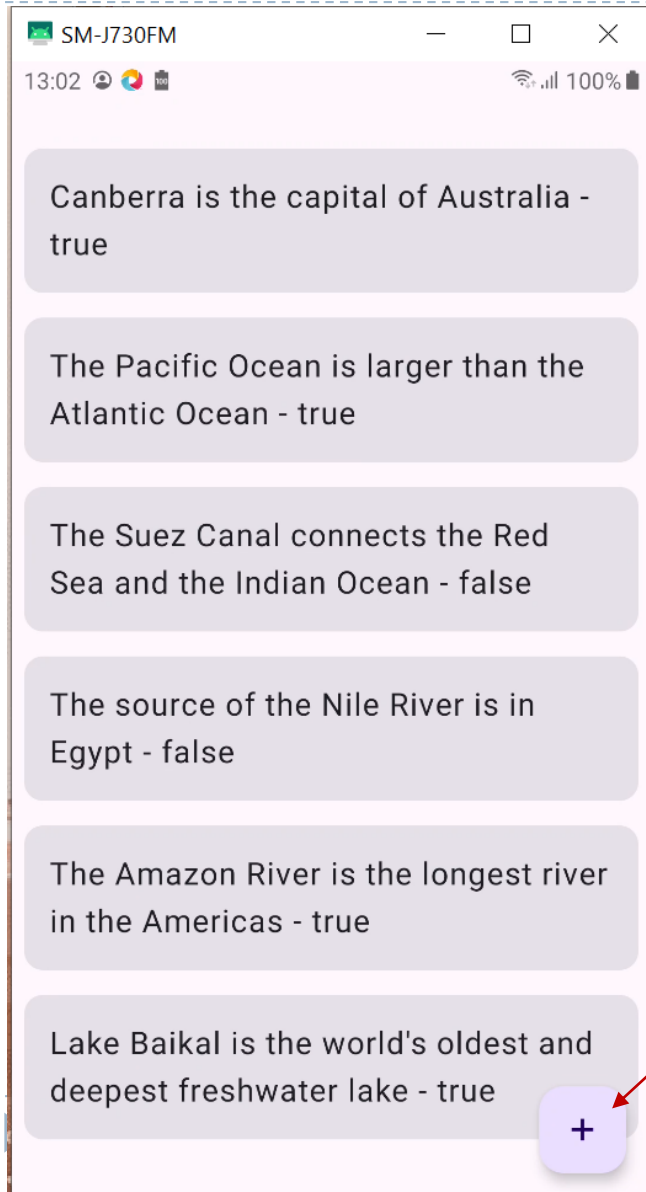 SM-J730FM
13:02 100 100%
Canberra is the capital of Australia -
true
The Pacific Ocean is larger than the
Atlantic Ocean - true
The Suez Canal connects the Red
Sea and the Indian Ocean - false
The source of the Nile River is in
Egypt - false
The Amazon River is the longest river
in the Americas - true
Lake Baikal is the world's oldest and
deepest freshwater lake - true
+